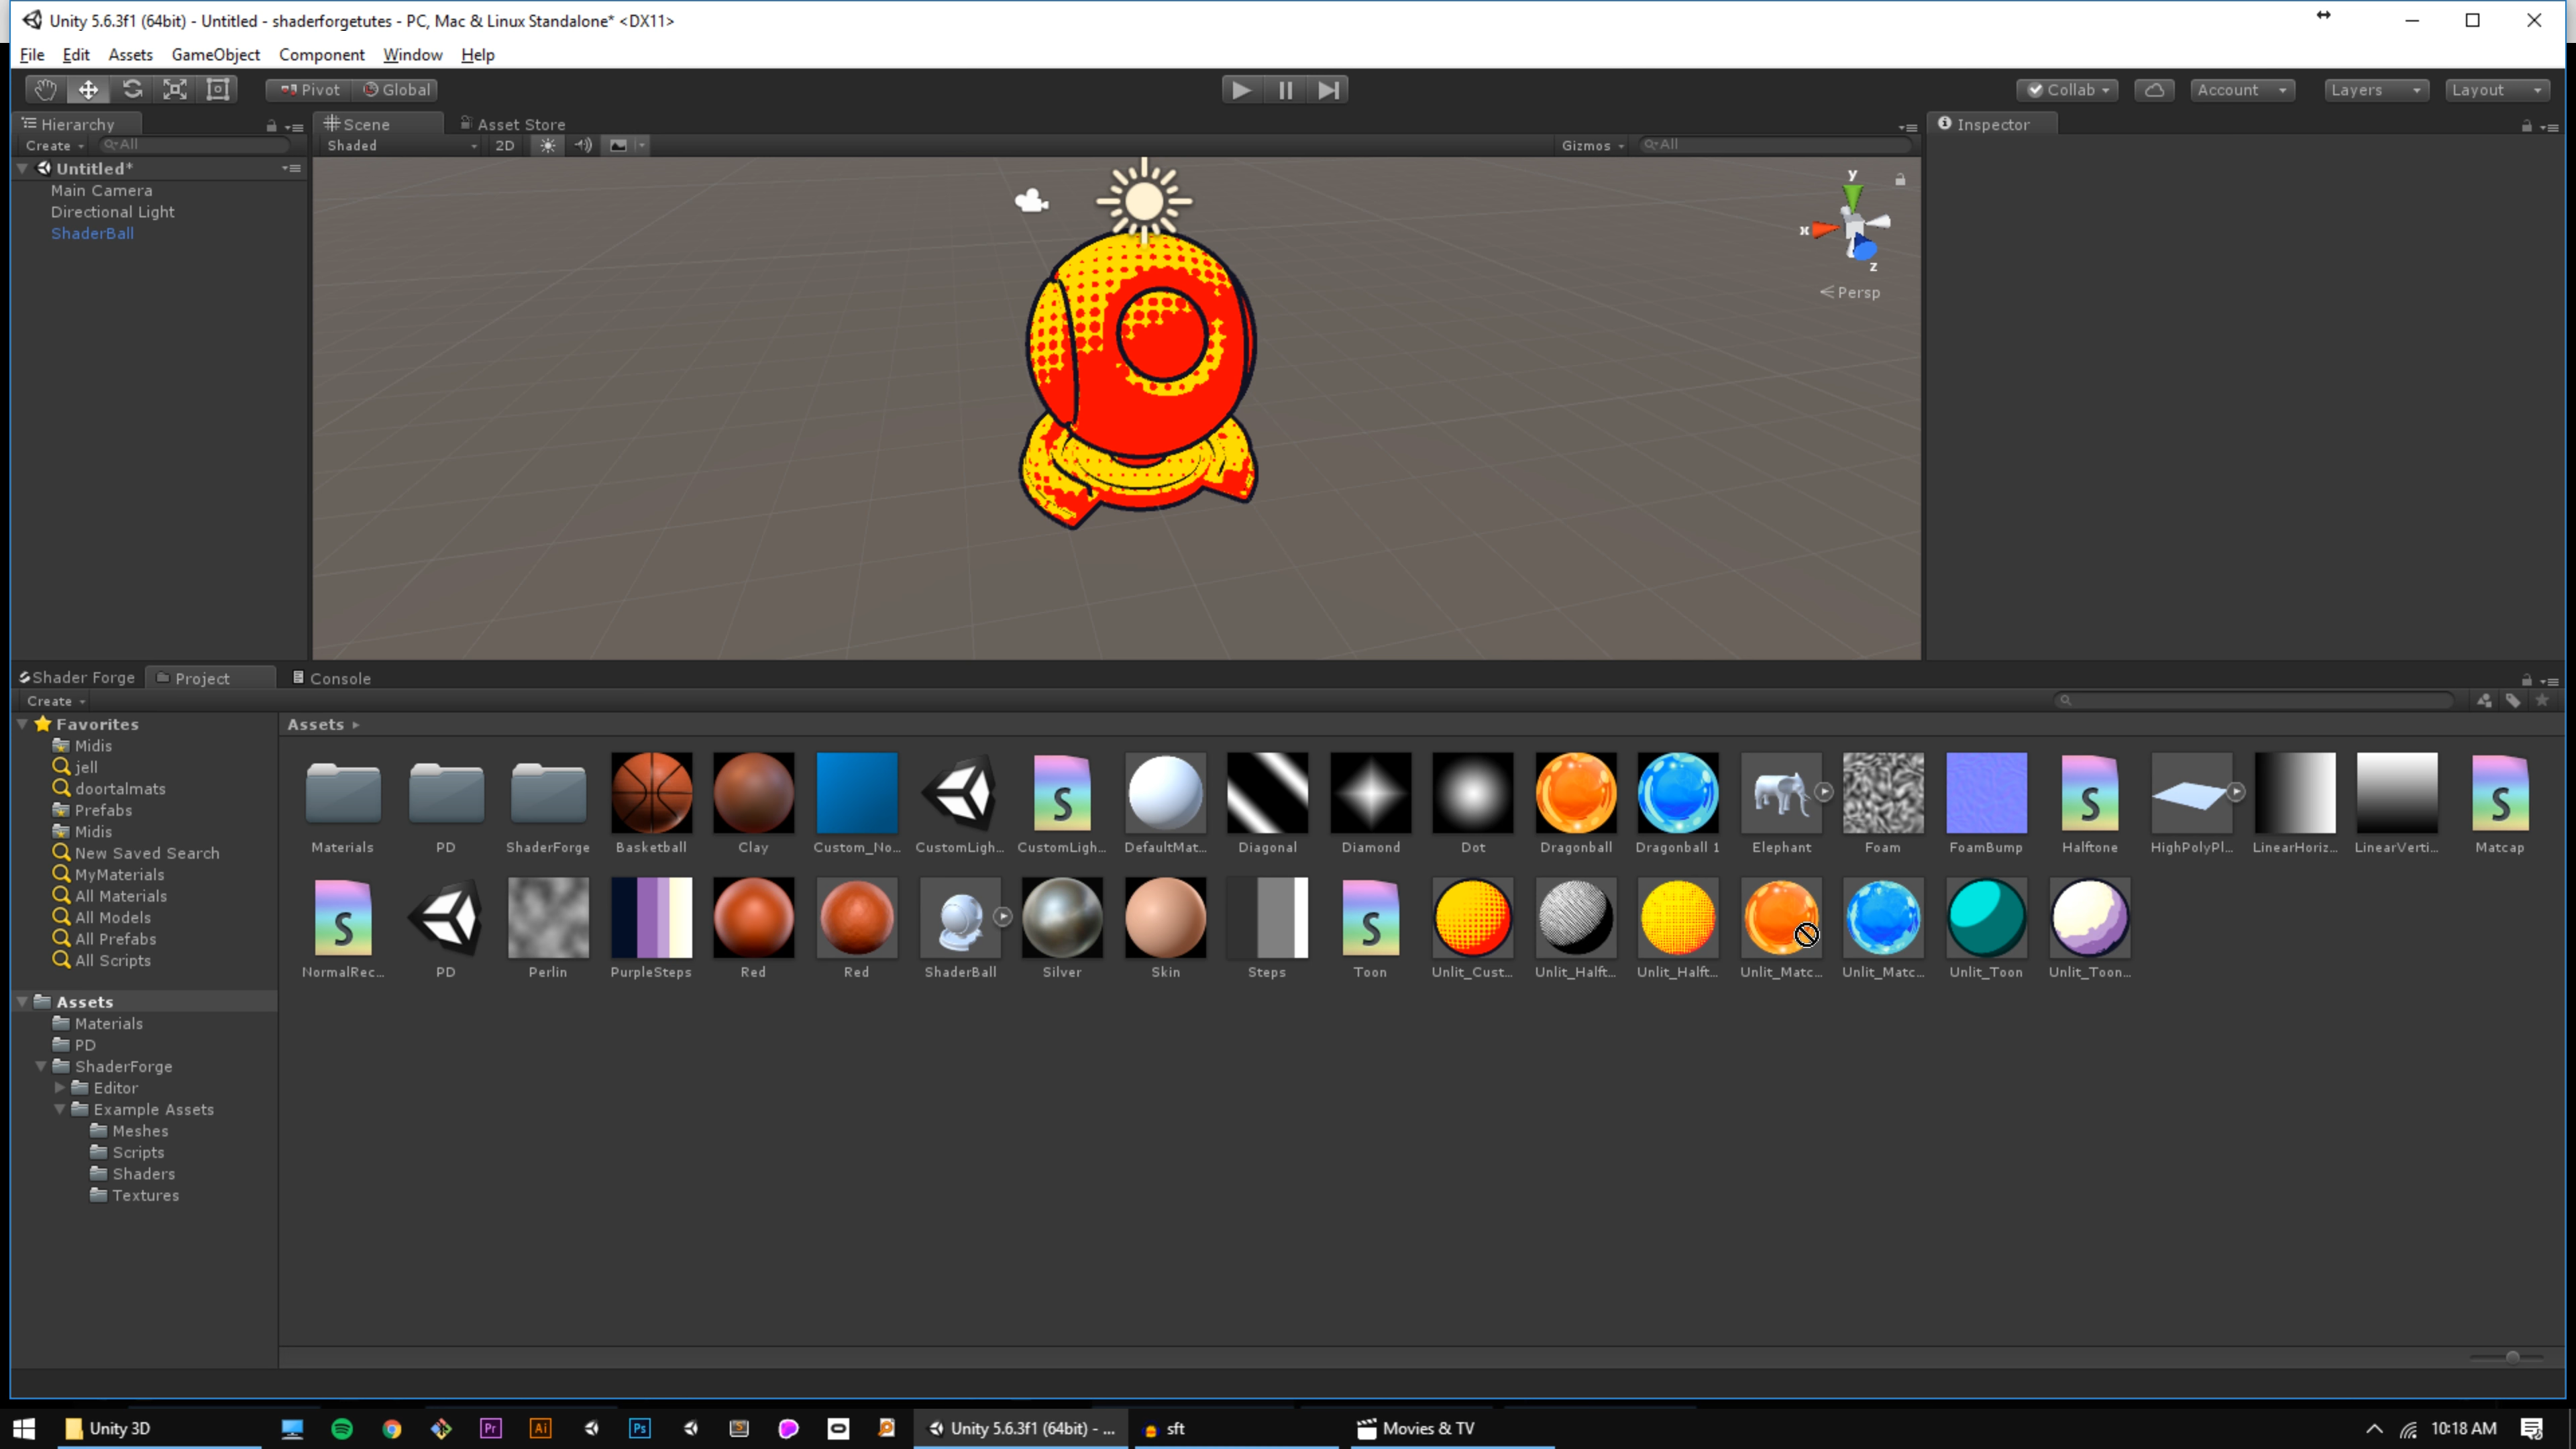 Unity 5.6.3f1 (64bit) - Untitled - shaderforgetutes - PC, Mac & Linux Standalone* <DX11>
File Edit Assets GameObject Component Window Help
Pivot Global Collab Account Layers Layout
Hierarchy Scene Asset Store Inspector
Create All Shaded 2D Gizmos All
Untitled*
Main Camera
Directional Light
ShaderBall
y
x
z
Persp
Shader Forge Project Console
Create
Favorites
Midis
jell
doortalmats
Prefabs
Midis
New Saved Search
MyMaterials
All Materials
All Models
All Prefabs
All Scripts
Assets
Materials
PD
ShaderForge
Editor
Example Assets
Meshes
Scripts
Shaders
Textures
Assets
S S S
Materials PD ShaderForge Basketball Clay Custom_No... CustomLigh... CustomLigh... DefaultMat... Diagonal Diamond Dot Dragonball Dragonball 1 Elephant Foam FoamBump Halftone HighPolyPl... LinearHoriz... LinearVerti... Matcap
S S
NormalRec... PD Perlin PurpleSteps Red Red ShaderBall Silver Skin Steps Toon Unlit_Cust... Unlit_Halft... Unlit_Halft... Unlit_Matc... Unlit_Matc... Unlit_Toon Unlit_Toon...
Unity 3D Pr Ai Ps Unity 5.6.3f1 (64bit) - ... sft Movies & TV 10:18 AM